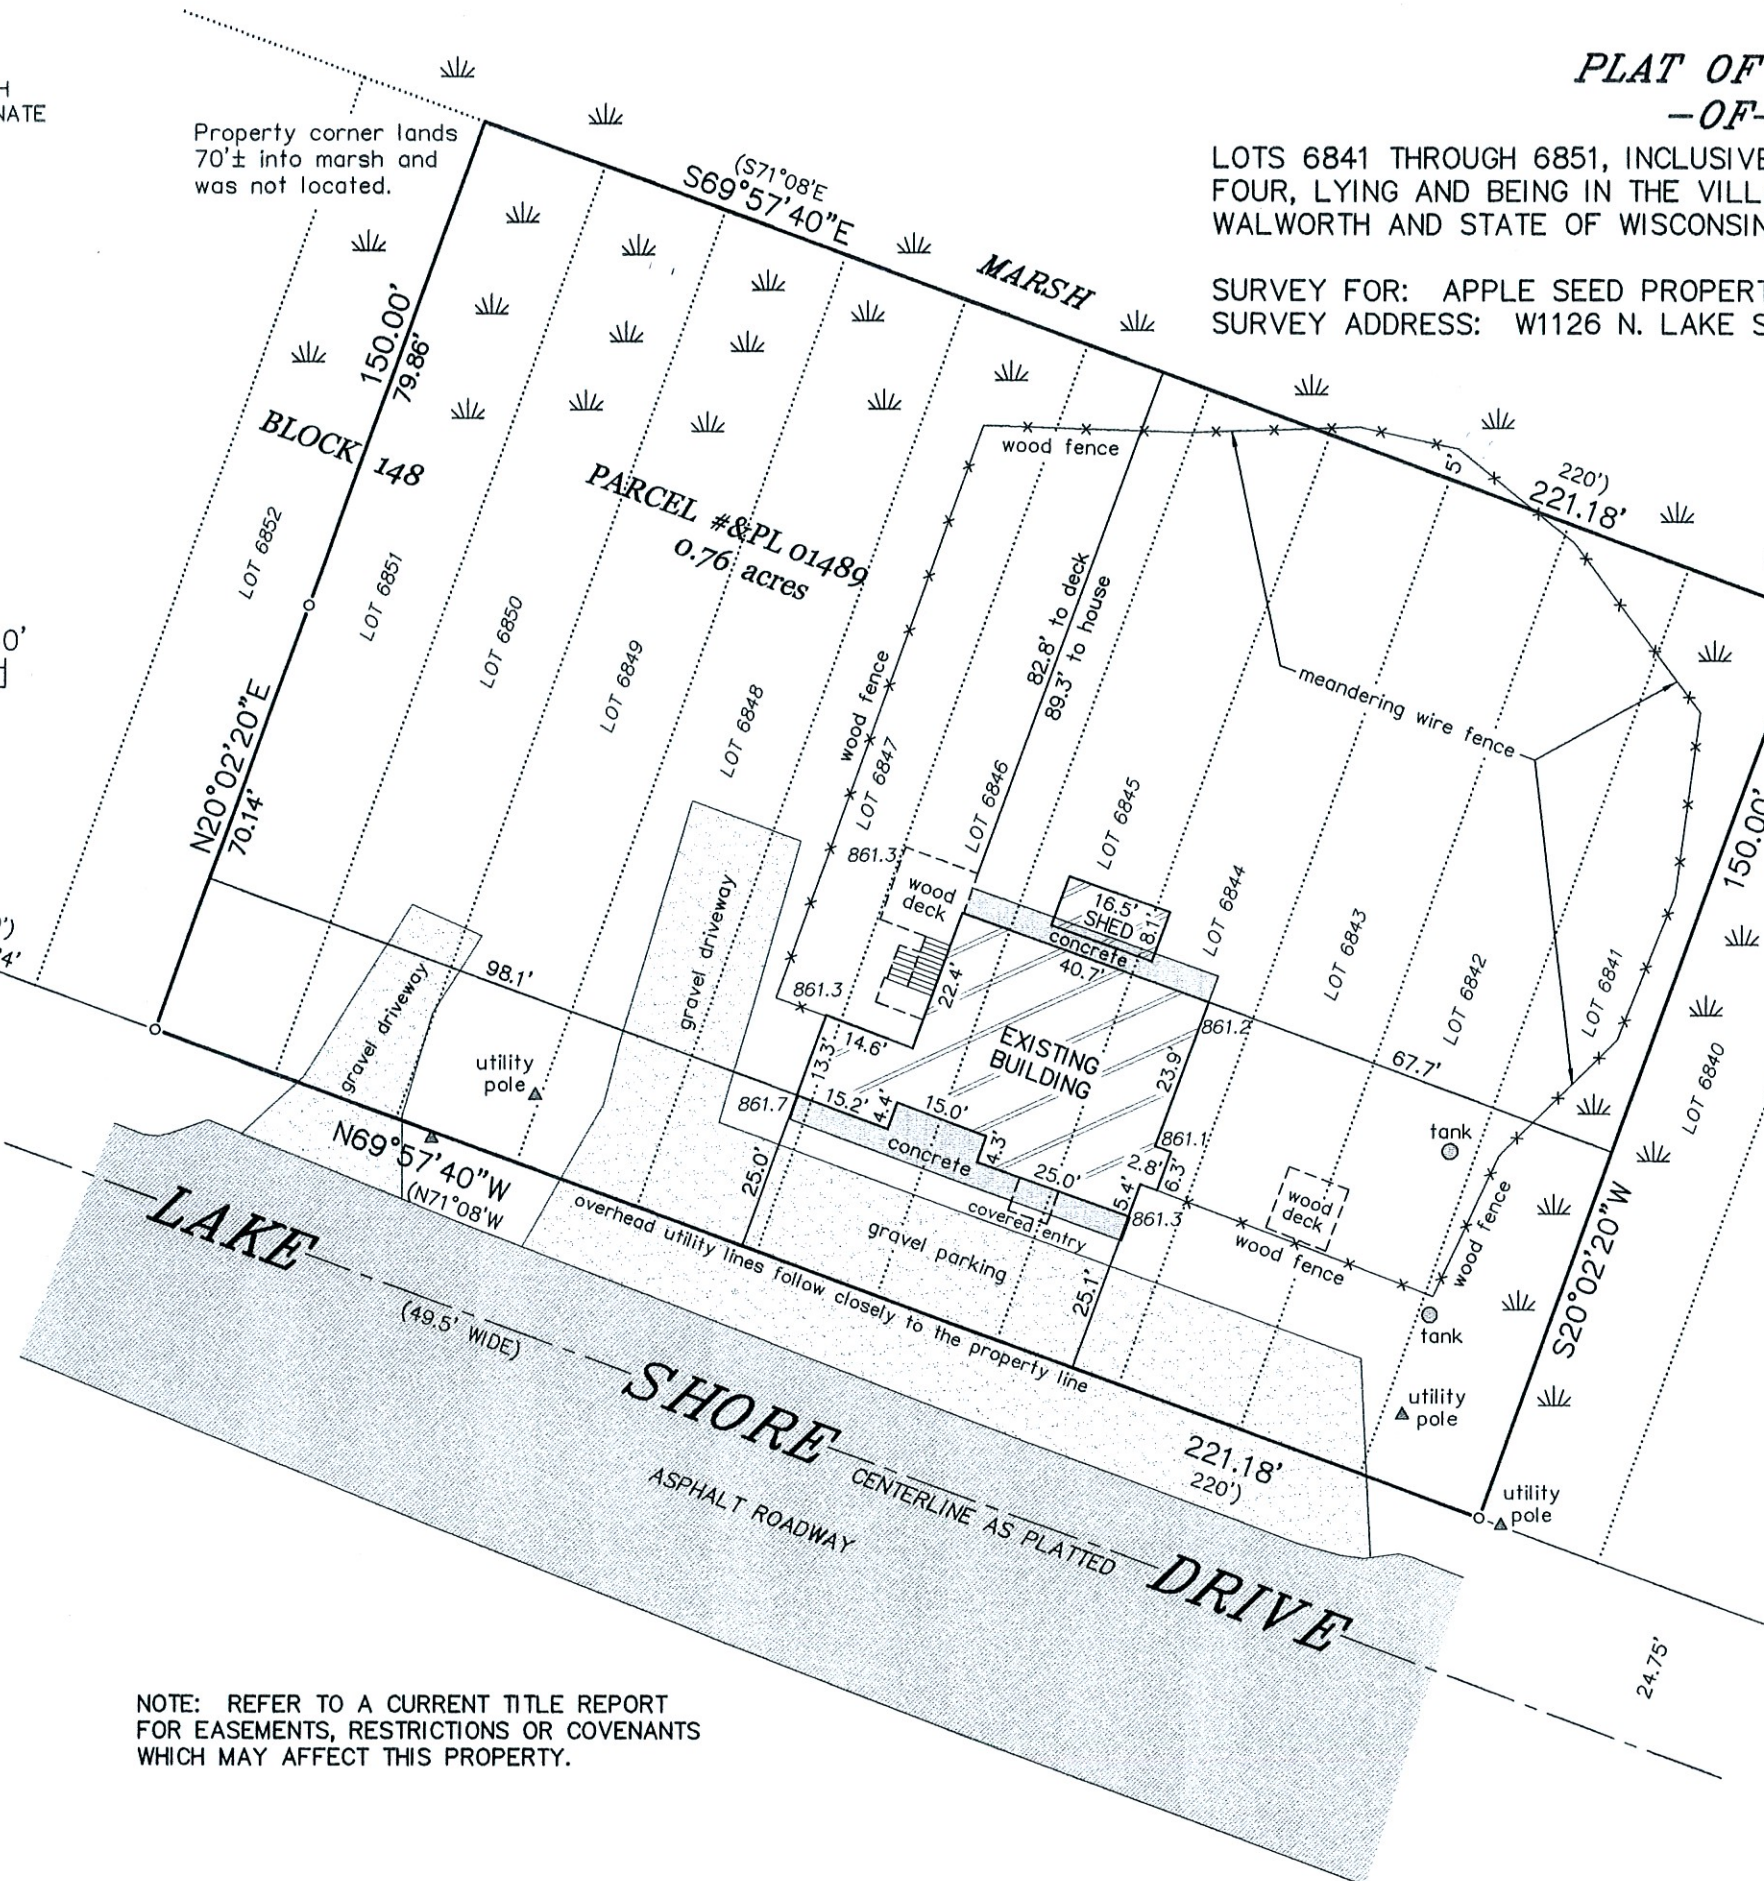 PLAT OF
-OF-
LOTS 6841 THROUGH 6851, INCLUSIVE
FOUR, LYING AND BEING IN THE VILL
WALWORTH AND STATE OF WISCONSIN
SURVEY FOR: APPLE SEED PROPERT
SURVEY ADDRESS: W1126 N. LAKE S
H
NATE
Property corner lands
70'± into marsh and
was not located.
(S71°08'E
S69°57'40"E
MARSH
220')
221.18'
5'
150.00'
79.86'
BLOCK 148
PARCEL #&PL 01489
0.76 acres
wood fence
82.8' to deck
89.3' to house
meandering wire fence
wood fence
LOT 6852
LOT 6851
LOT 6850
LOT 6849
LOT 6848
LOT 6847
LOT 6846
LOT 6845
LOT 6844
LOT 6843
LOT 6842
LOT 6841
LOT 6840
0'
N20°02'20"E
70.14'
150.00'
S20°02'20"W
')
4'
98.1'
gravel driveway
gravel driveway
utility
pole
861.3
wood
deck
861.3
22.4'
16.5'
SHED
8.1'
concrete
40.7'
861.2
EXISTING
BUILDING
23.9'
67.7'
14.6'
13.3'
861.7
15.2'
4.4'
15.0'
4.3'
concrete
25.0'
2.8'
6.3'
5.4'
861.1
861.3
covered entry
25.0'
gravel parking
25.1'
tank
wood
deck
wood fence
wood fence
tank
utility
pole
utility
pole
N69°57'40"W
(N71°08'W
overhead utility lines follow closely to the property line
221.18'
220')
LAKE SHORE DRIVE
(49.5' WIDE)
CENTERLINE AS PLATTED
ASPHALT ROADWAY
24.75'
NOTE: REFER TO A CURRENT TITLE REPORT
FOR EASEMENTS, RESTRICTIONS OR COVENANTS
WHICH MAY AFFECT THIS PROPERTY.